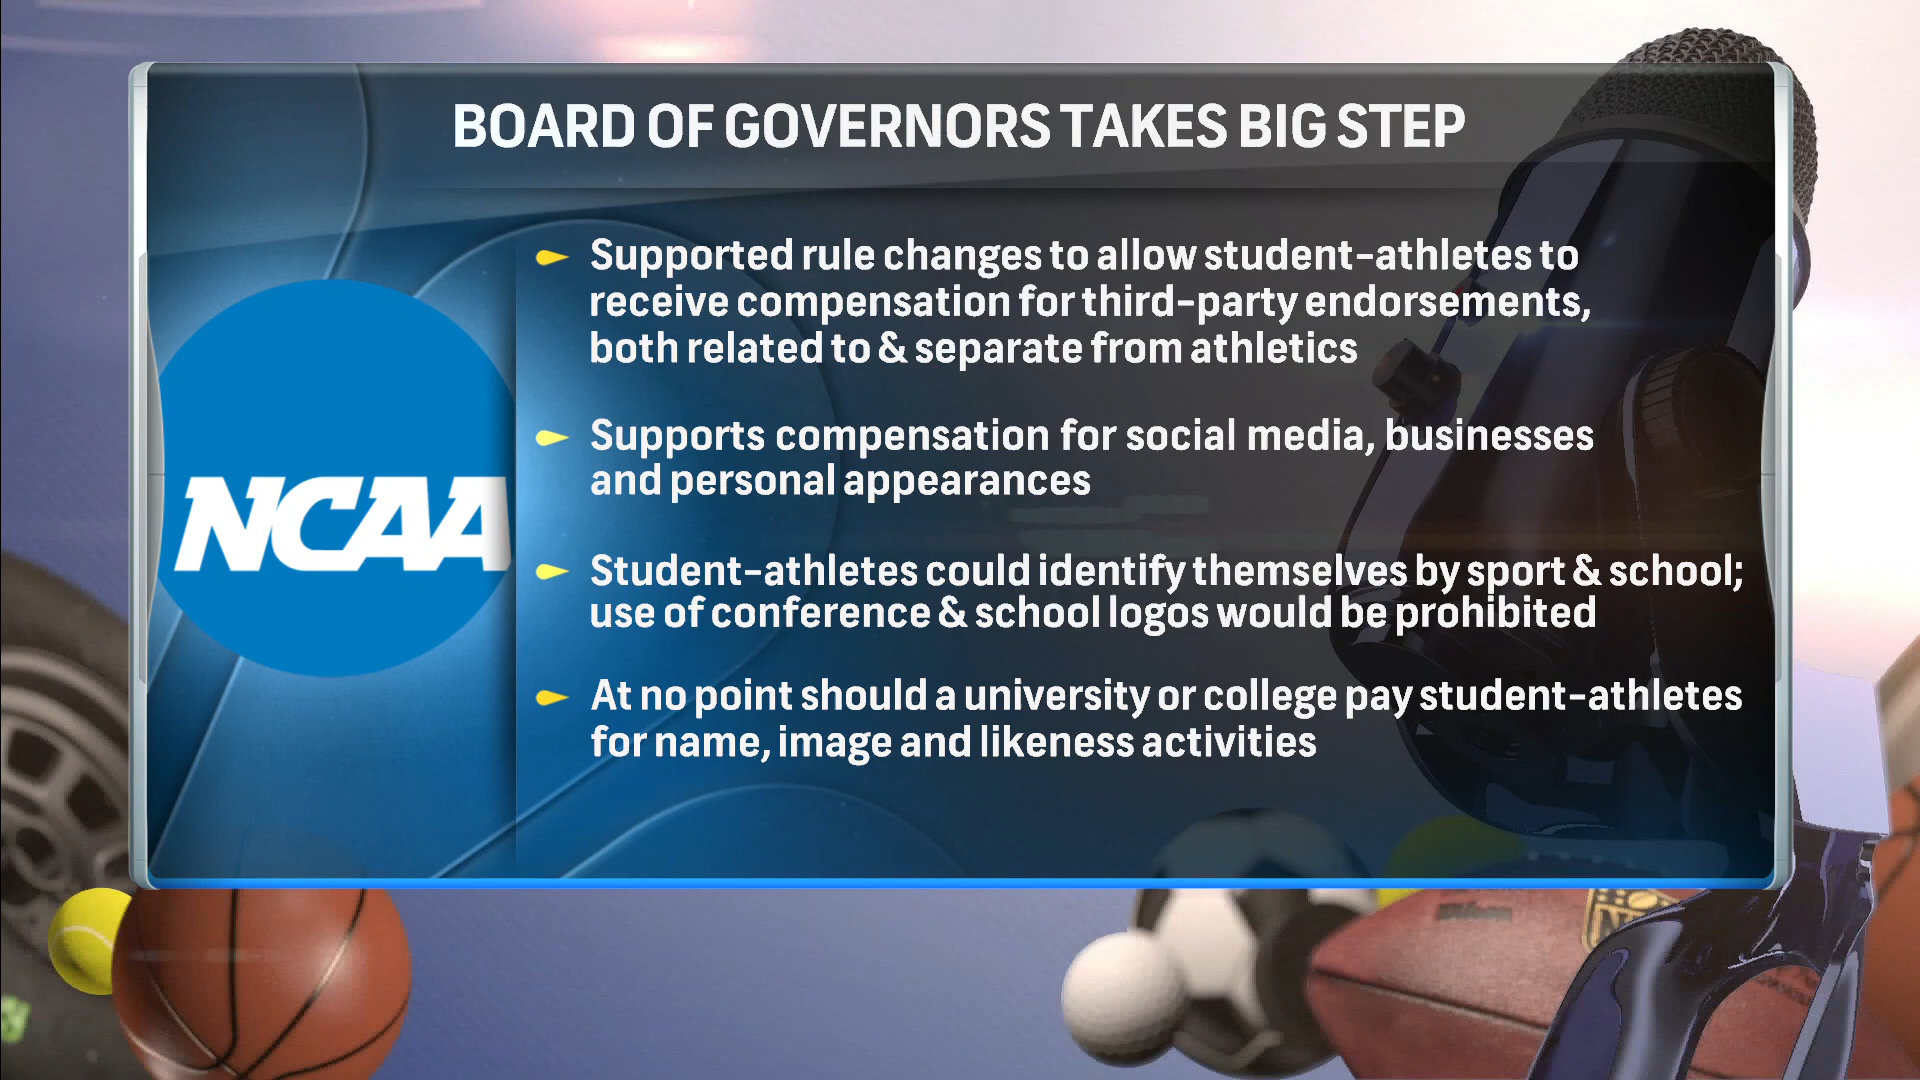 BOARD OF GOVERNORS TAKES BIG STEP
NCAA
Supported rule changes to allow student-athletes to
receive compensation for third-party endorsements,
both related to & separate from athletics
Supports compensation for social media, businesses
and personal appearances
Student-athletes could identify themselves by sport & school;
use of conference & school logos would be prohibited
At no point should a university or college pay student-athletes
for name, image and likeness activities